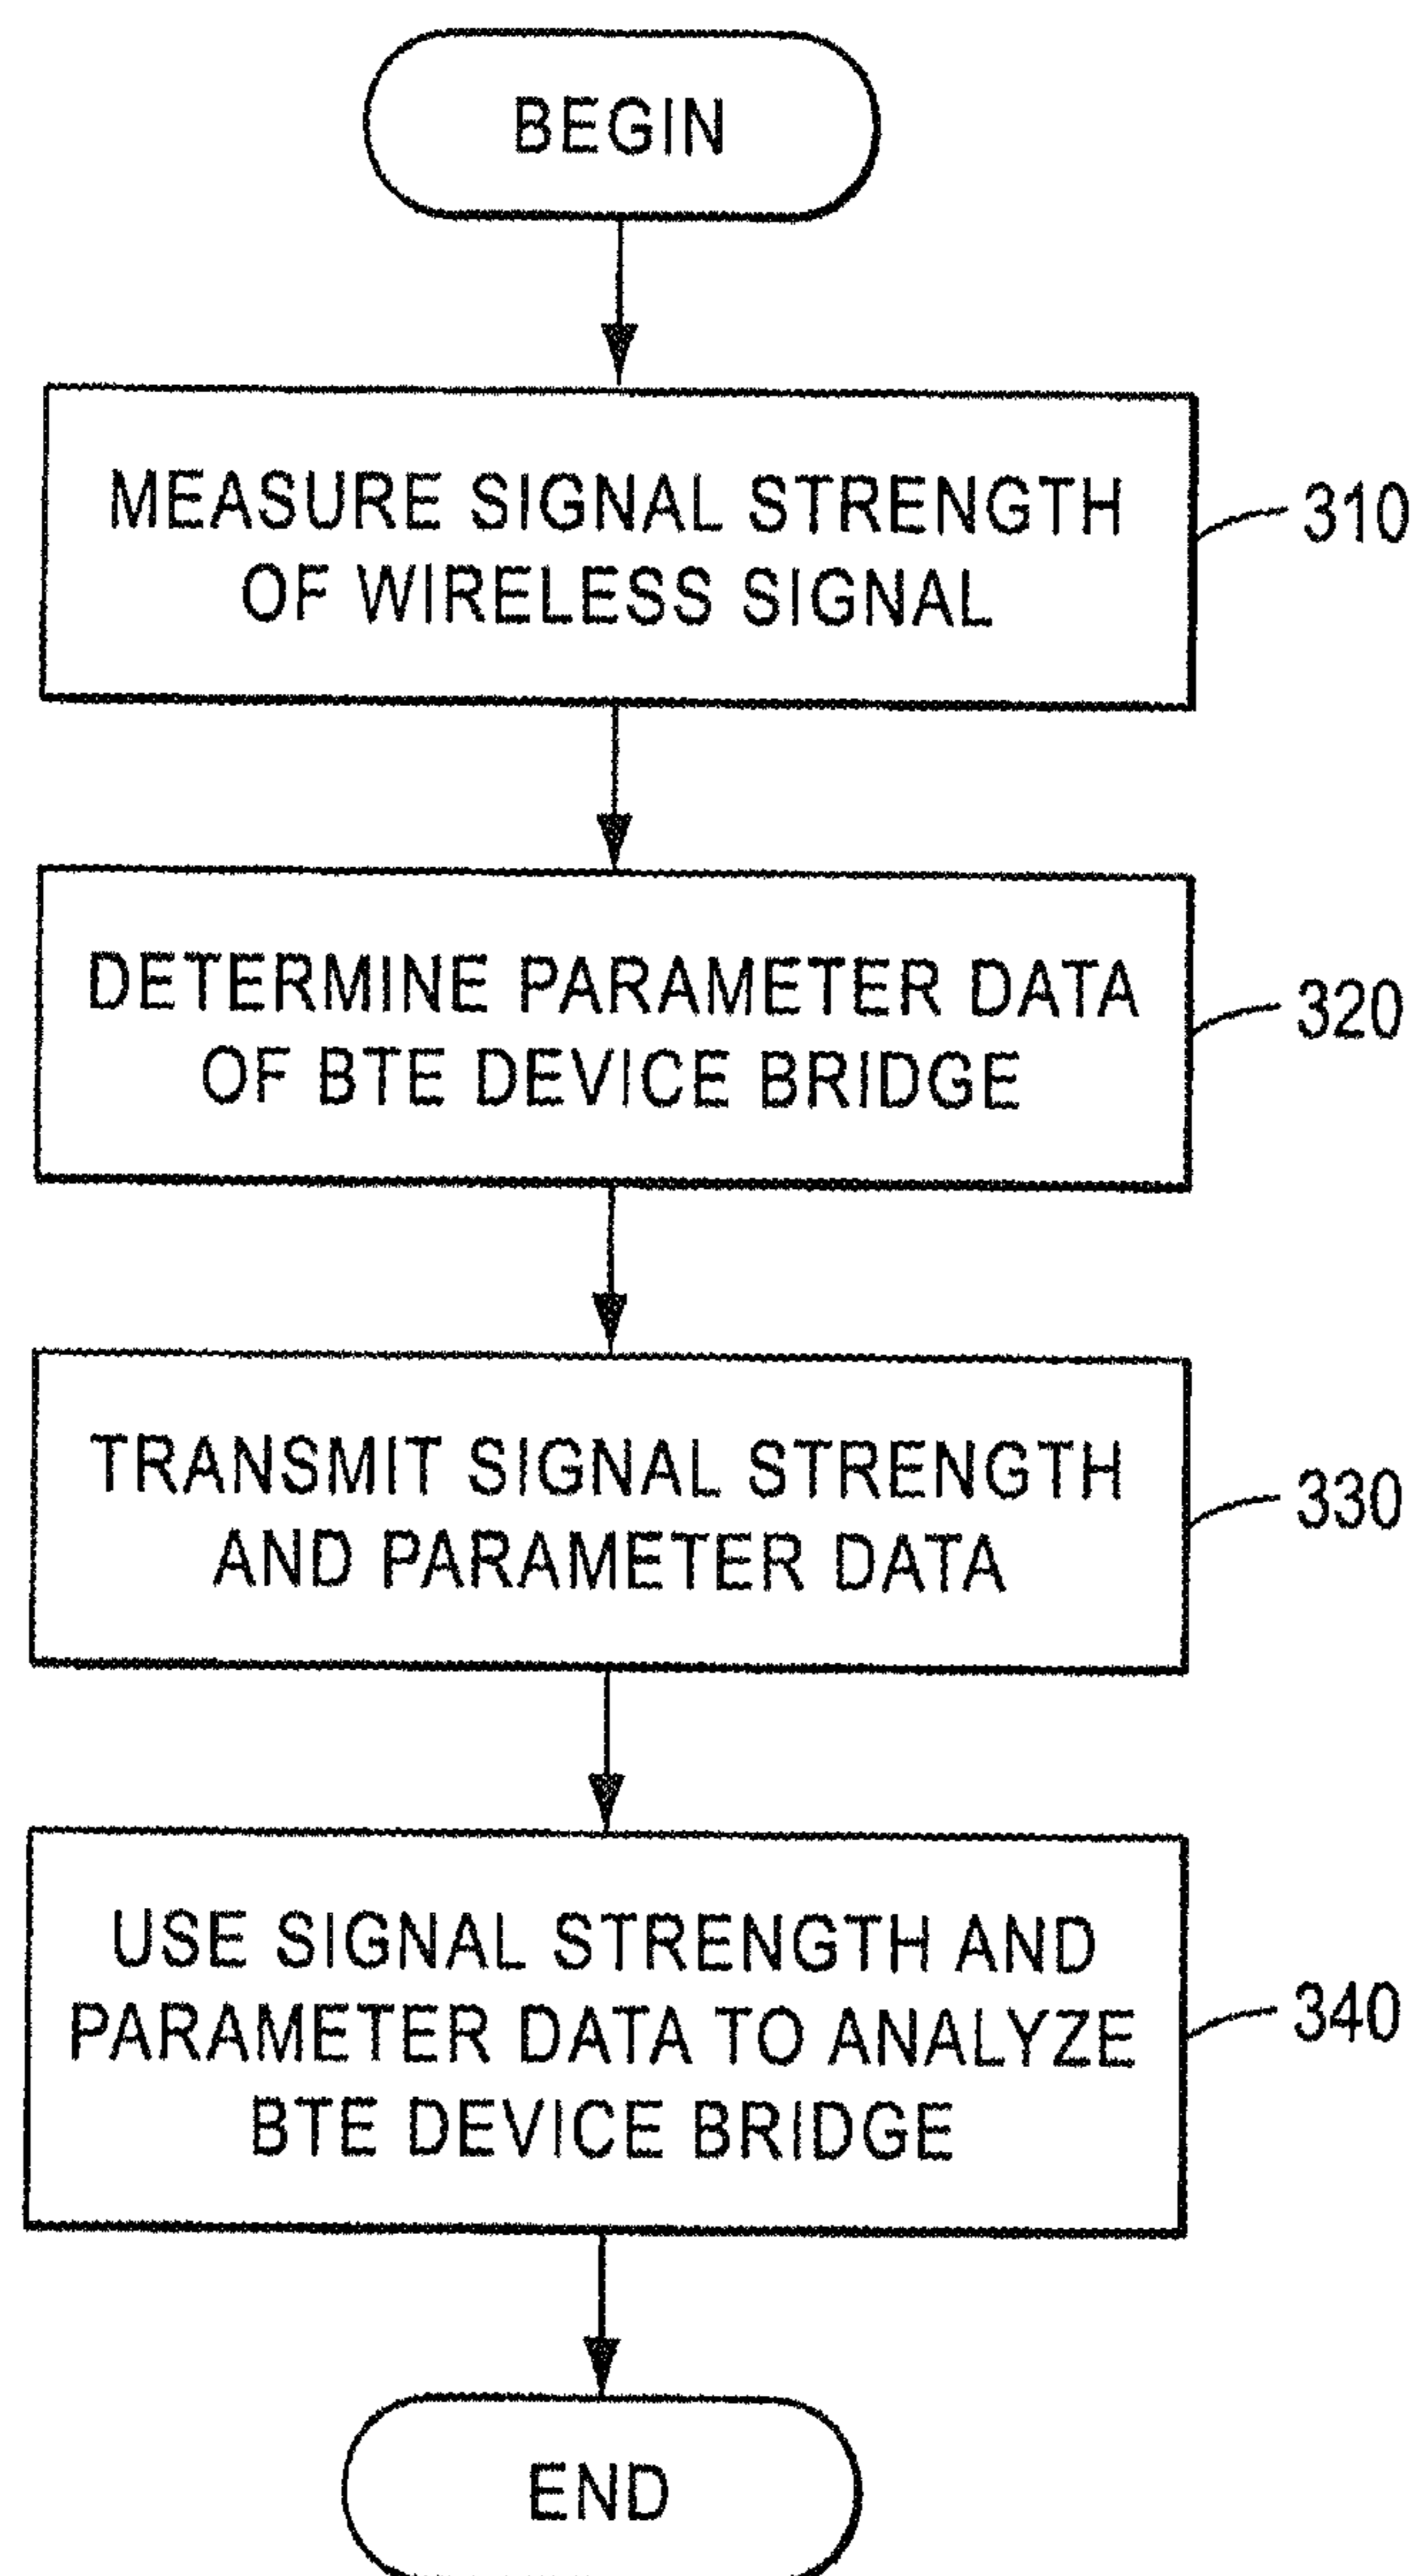 BEGIN
MEASURE SIGNAL STRENGTH
OF WIRELESS SIGNAL
310
DETERMINE PARAMETER DATA
OF BTE DEVICE BRIDGE
320
TRANSMIT SIGNAL STRENGTH
AND PARAMETER DATA
330
USE SIGNAL STRENGTH AND
PARAMETER DATA TO ANALYZE
BTE DEVICE BRIDGE
340
END